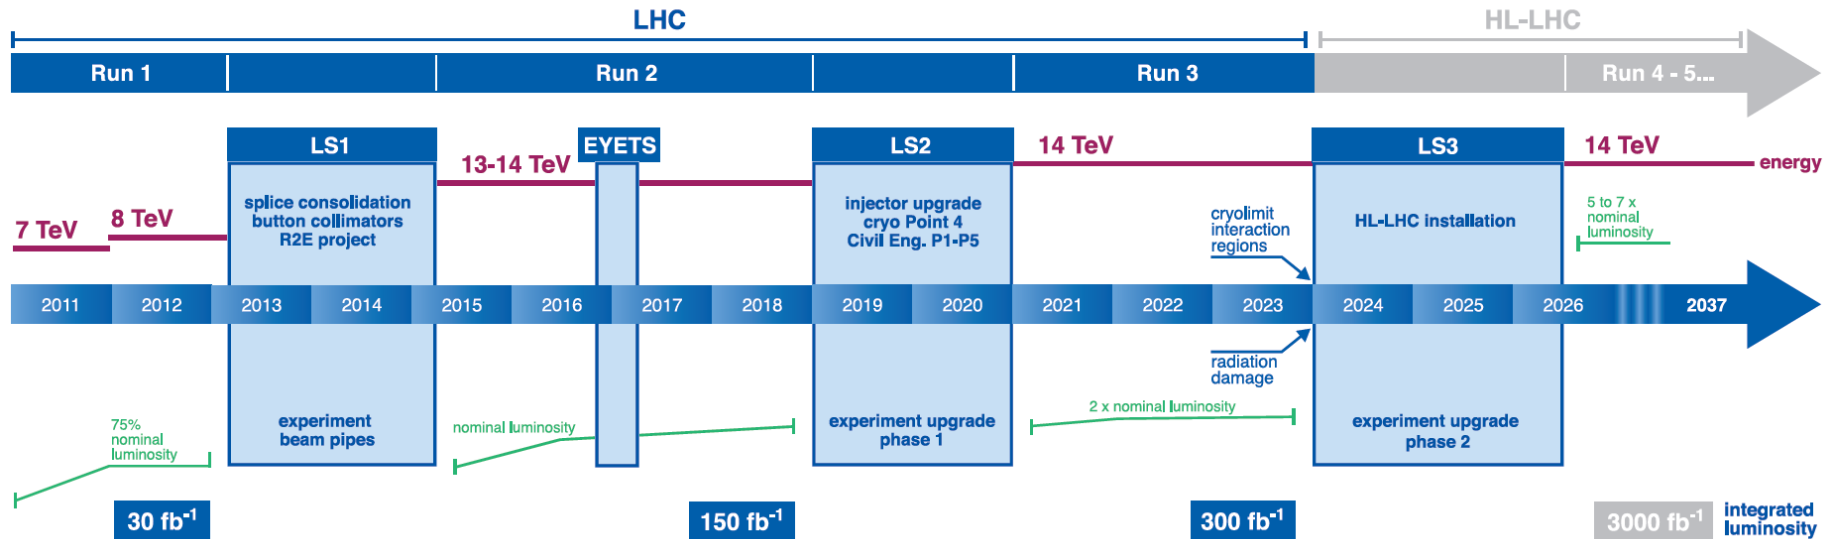 LHC
HL-LHC
Run 1
Run 2
Run 3
Run 4 - 5...
LS1
EYETS
LS2
LS3
7 TeV
8 TeV
13-14 TeV
14 TeV
14 TeV
energy
splice consolidation
button collimators
R2E project
injector upgrade
cryo Point 4
Civil Eng. P1-P5
cryolimit
interaction
regions
HL-LHC installation
5 to 7 x
nominal
luminosity
2011
2012
2013
2014
2015
2016
2017
2018
2019
2020
2021
2022
2023
2024
2025
2026
2037
radiation
damage
75%
nominal
luminosity
experiment
beam pipes
nominal luminosity
experiment upgrade
phase 1
2 x nominal luminosity
experiment upgrade
phase 2
30 fb⁻¹
150 fb⁻¹
300 fb⁻¹
3000 fb⁻¹
integrated
luminosity